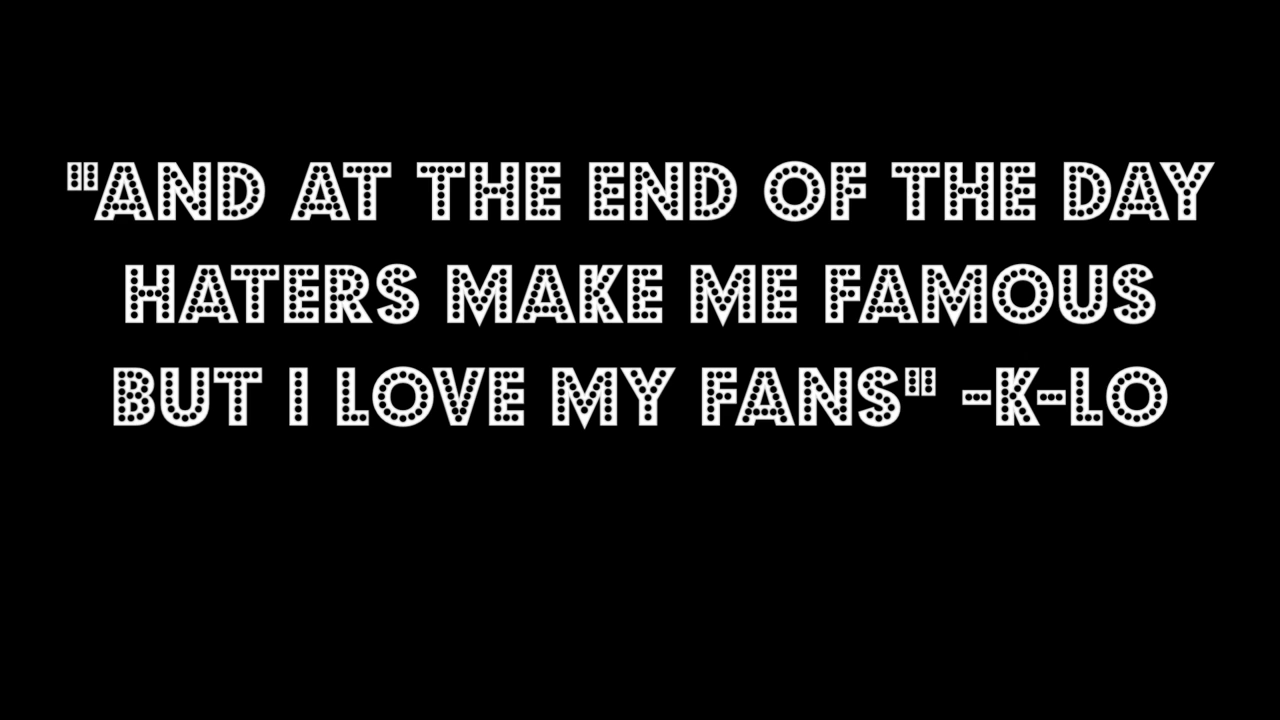 "AND AT THE END OF THE DAY
HATERS MAKE ME FAMOUS
BUT I LOVE MY FANS" -K-LO